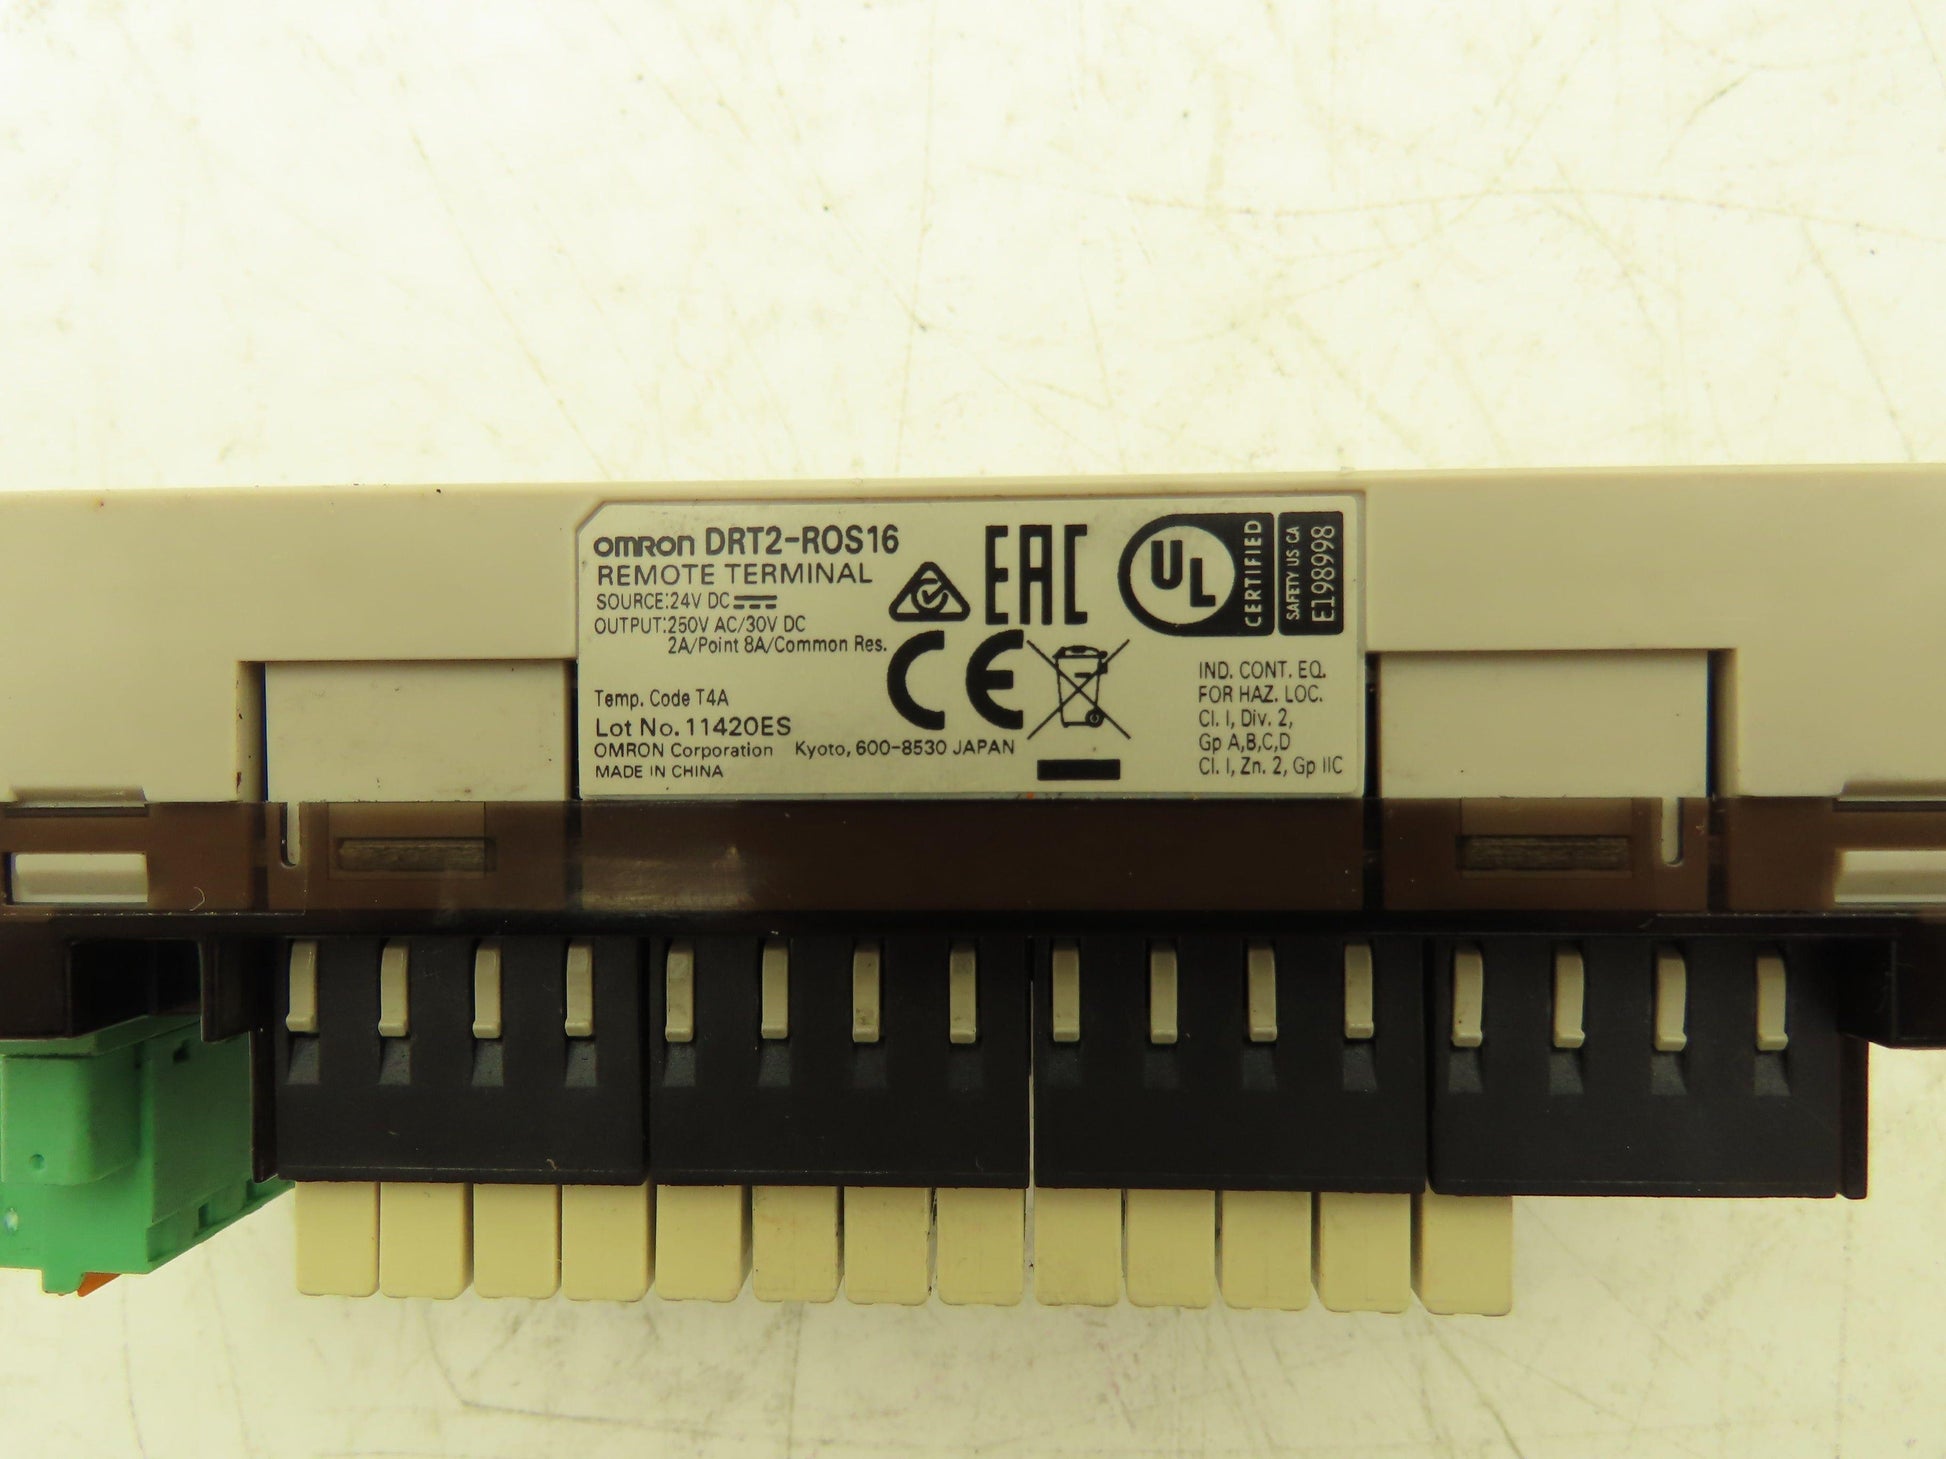 OMRON DRT2-ROS16
REMOTE TERMINAL
SOURCE:24V DC
OUTPUT:250V AC/30V DC
2A/Point 8A/Common Res.
Temp. Code T4A
Lot No. 11420ES
OMRON Corporation Kyoto, 600-8530 JAPAN
MADE IN CHINA
EAC
CE
UL
CERTIFIED
SAFETY US CA
E198998
IND. CONT. EQ.
FOR HAZ. LOC.
Cl. I, Div. 2,
Gp A,B,C,D
Cl. I, Zn. 2, Gp IIC